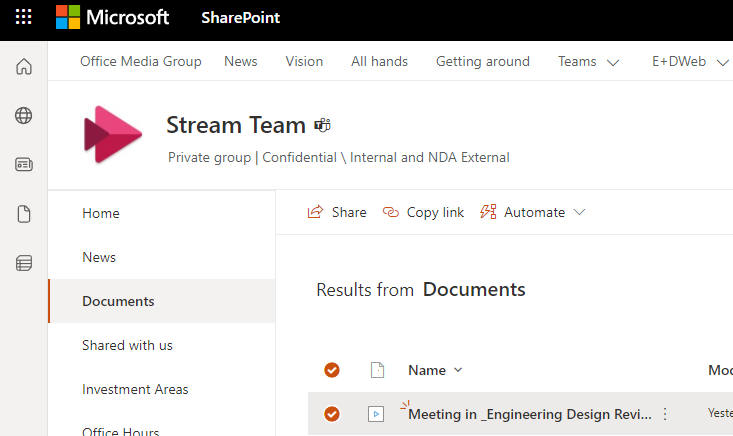 Microsoft SharePoint
Office Media Group News Vision All hands Getting around Teams E+DWeb
Stream Team
Private group | Confidential \ Internal and NDA External
Home
Share Copy link Automate
News
Results from Documents
Documents
Shared with us
Name Mod
Investment Areas
Meeting in _Engineering Design Revi... Yeste
Office Hours